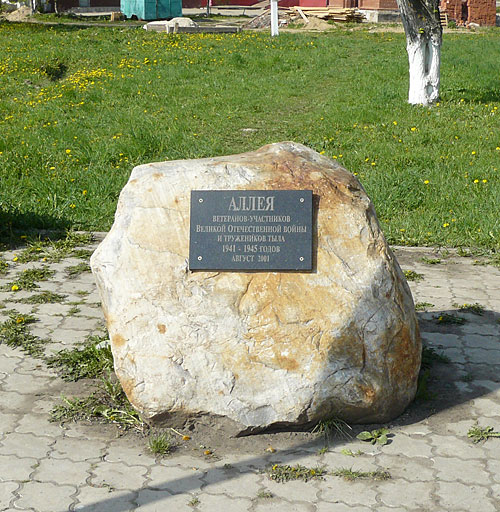 АЛЛЕЯ
ВЕТЕРАНОВ-УЧАСТНИКОВ
ВЕЛИКОЙ ОТЕЧЕСТВЕННОЙ ВОЙНЫ
И ТРУЖЕНИКОВ ТЫЛА
1941 - 1945 ГОДОВ
АВГУСТ 2001